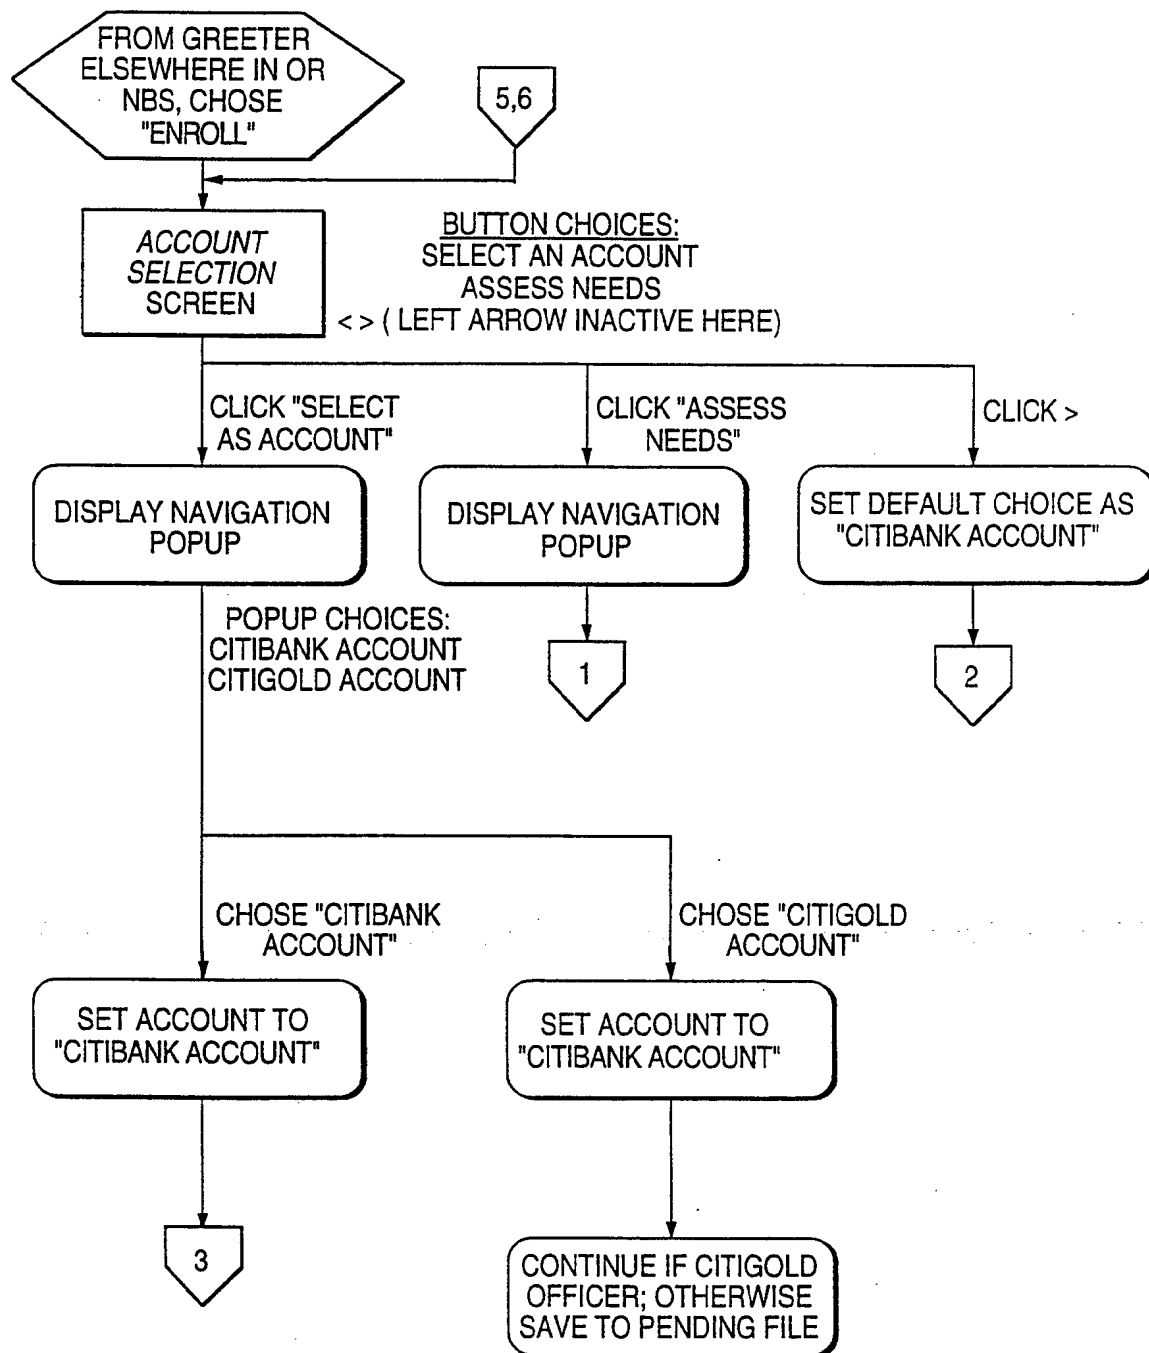 FROM GREETER
ELSEWHERE IN OR
NBS, CHOSE
"ENROLL"
5,6
ACCOUNT
SELECTION
SCREEN
BUTTON CHOICES:
SELECT AN ACCOUNT
ASSESS NEEDS
< > ( LEFT ARROW INACTIVE HERE)
CLICK "SELECT
AS ACCOUNT"
CLICK "ASSESS
NEEDS"
CLICK >
DISPLAY NAVIGATION
POPUP
DISPLAY NAVIGATION
POPUP
SET DEFAULT CHOICE AS
"CITIBANK ACCOUNT"
POPUP CHOICES:
CITIBANK ACCOUNT
CITIGOLD ACCOUNT
1
2
CHOSE "CITIBANK
ACCOUNT"
CHOSE "CITIGOLD
ACCOUNT"
SET ACCOUNT TO
"CITIBANK ACCOUNT"
SET ACCOUNT TO
"CITIBANK ACCOUNT"
3
CONTINUE IF CITIGOLD
OFFICER; OTHERWISE
SAVE TO PENDING FILE